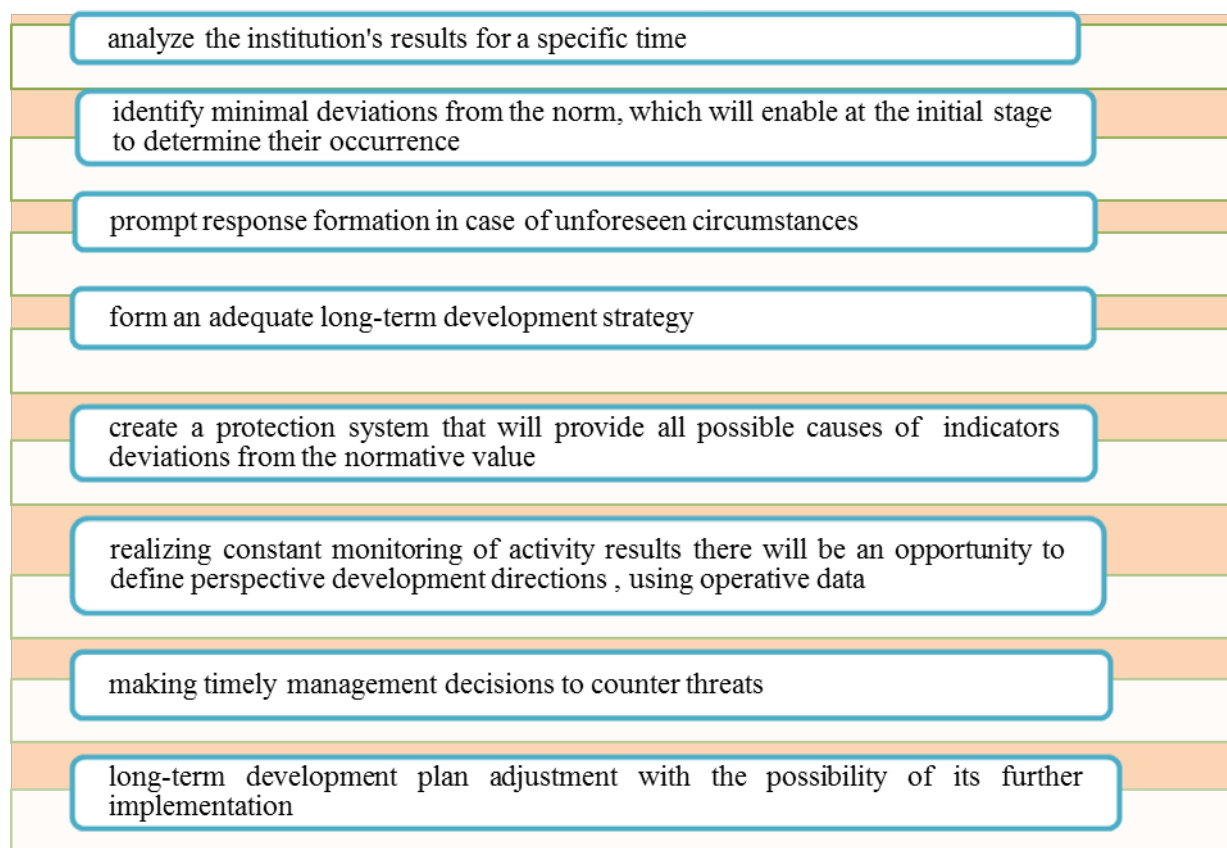 analyze the institution's results for a specific time
identify minimal deviations from the norm, which will enable at the initial stage
to determine their occurrence
prompt response formation in case of unforeseen circumstances
form an adequate long-term development strategy
create a protection system that will provide all possible causes of indicators
deviations from the normative value
realizing constant monitoring of activity results there will be an opportunity to
define perspective development directions , using operative data
making timely management decisions to counter threats
long-term development plan adjustment with the possibility of its further
implementation